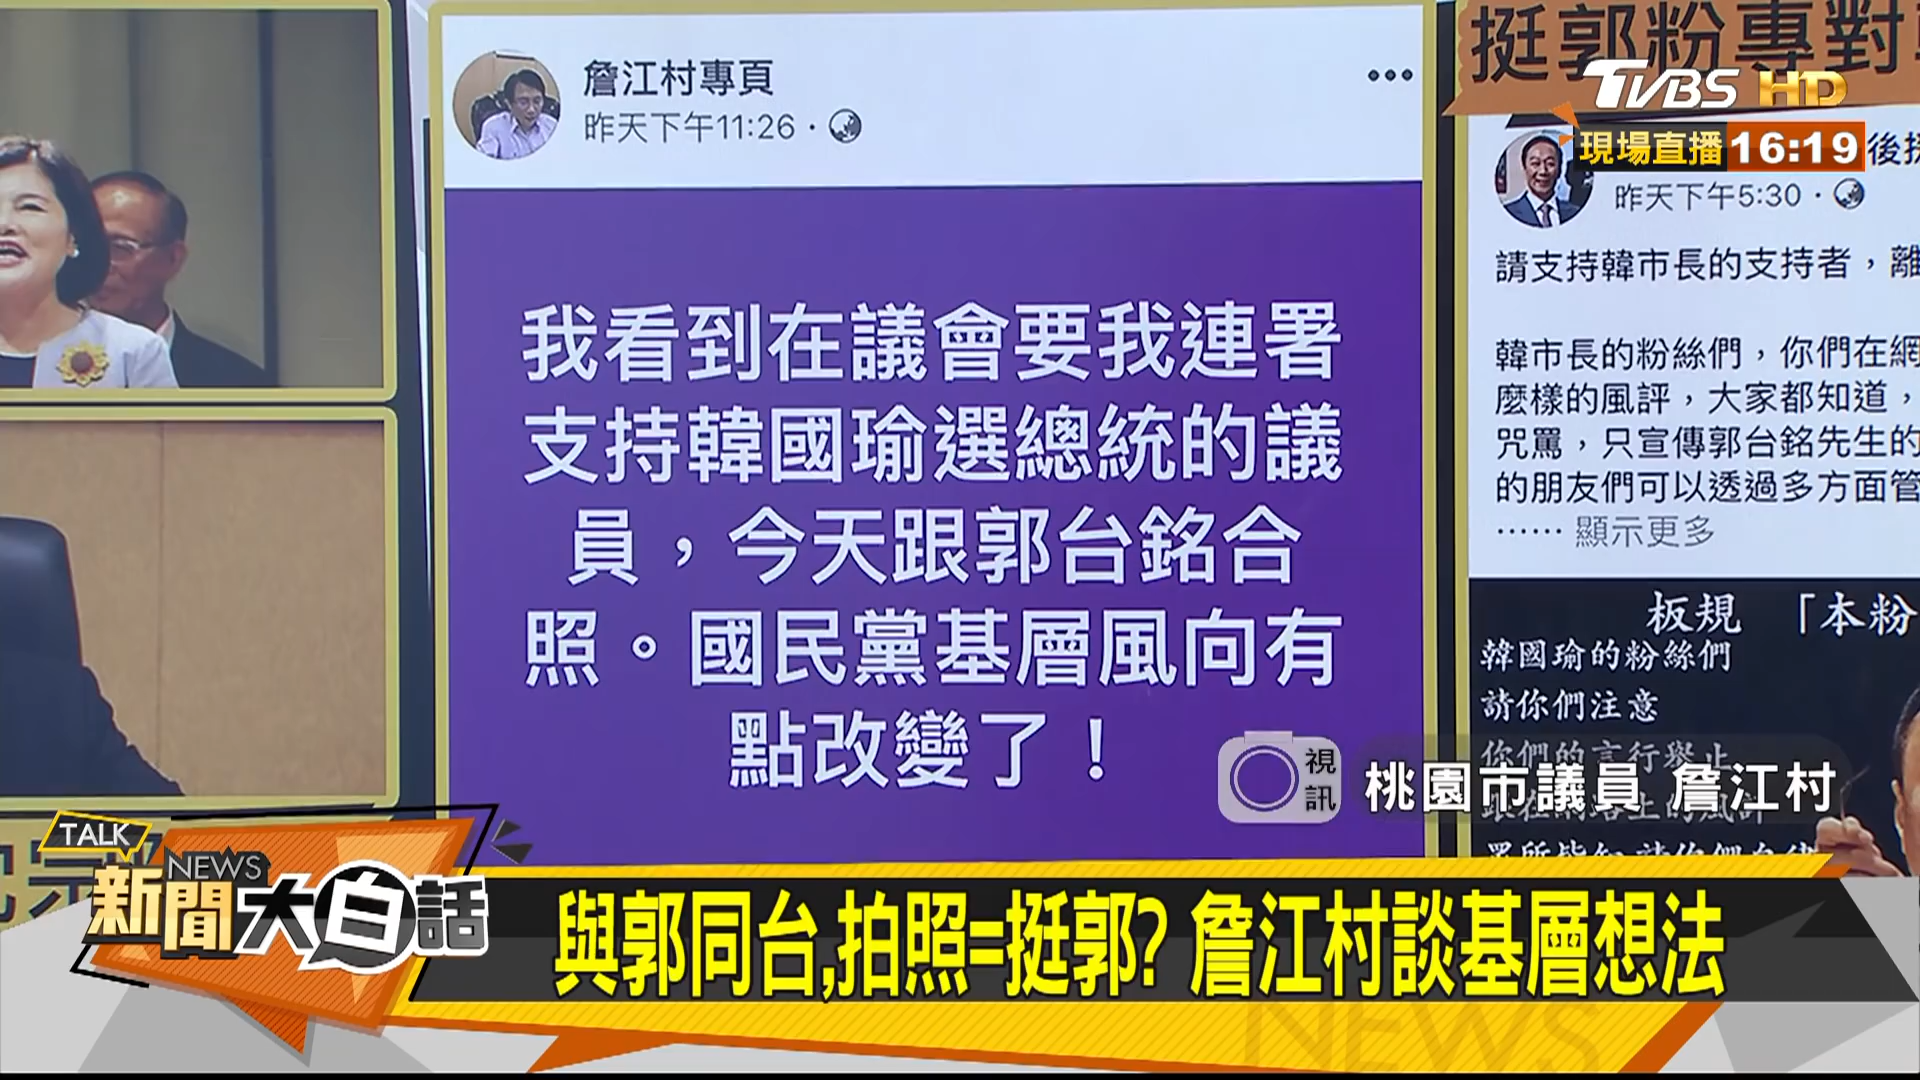 詹江村專頁
昨天下午11:26
我看到在議會要我連署
支持韓國瑜選總統的議
員，今天跟郭台銘合
照。國民黨基層風向有
點改變了！
挺郭粉專對
TVBS HD
現場直播 16:19
昨天下午5:30
請支持韓市長的支持者，離
韓市長的粉絲們，你們在網
麼樣的風評，大家都知道，
咒罵，只宣傳郭台銘先生的
的朋友們可以透過多方面管
⋯⋯ 顯示更多
板規 「本粉
韓國瑜的粉絲們
請你們注意
你們的言行舉止
視訊
桃園市議員 詹江村
TALK
NEWS
新聞大白話
與郭同台,拍照=挺郭? 詹江村談基層想法
NEWS